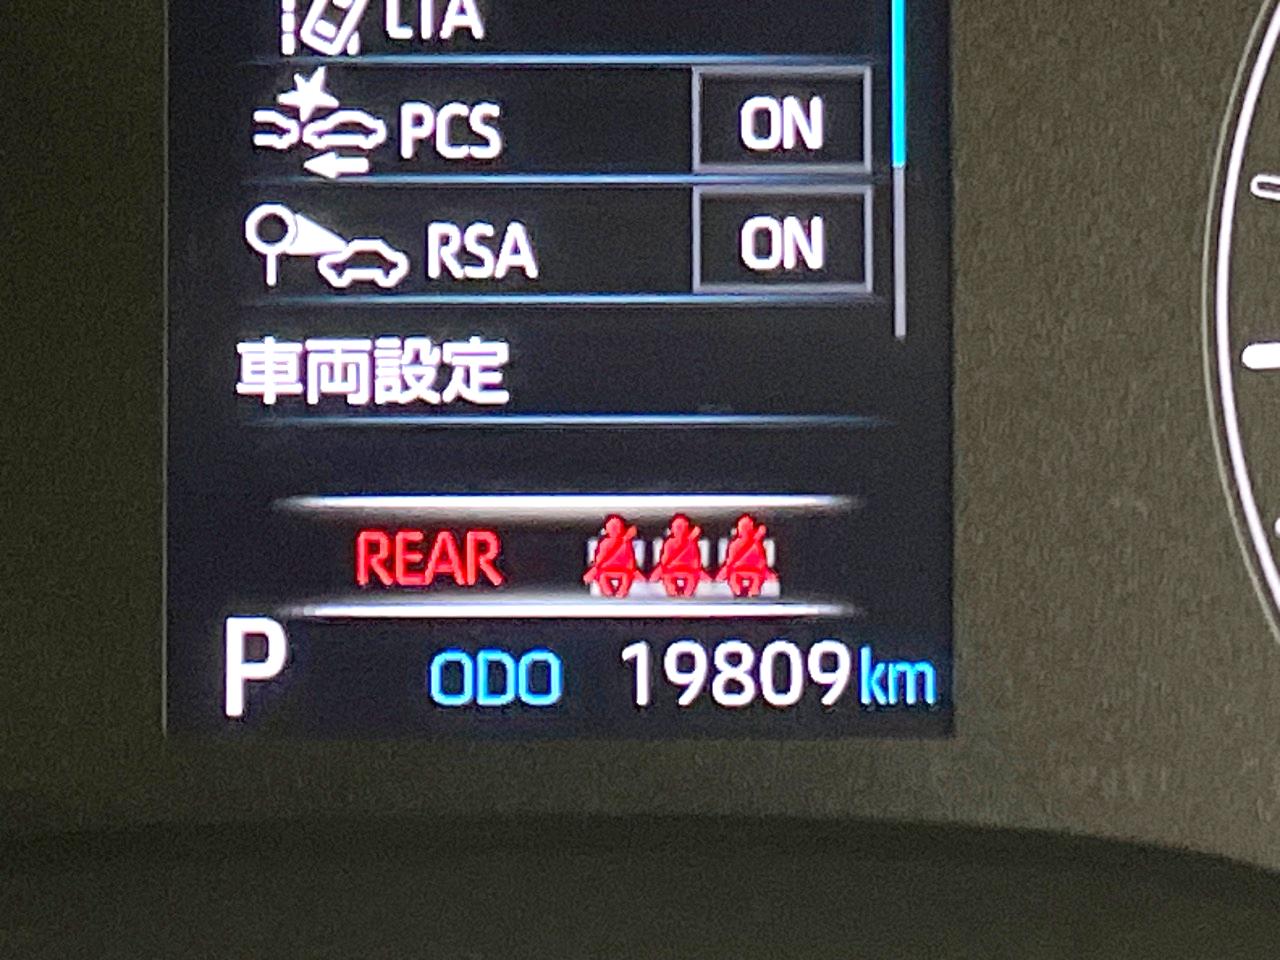 LTA
PCS ON
RSA ON
車両設定
REAR
P ODO 19809km